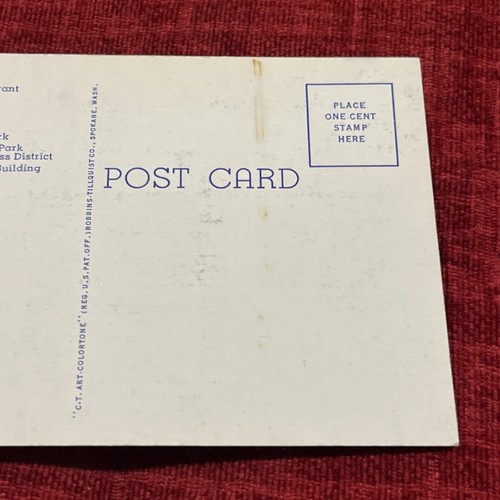 rk
Park
ss District
Building
"C·T. ART-COLORTONE" (REG. U.S. PAT. OFF.) ROBBINS-TILLQUIST CO., SPOKANE, WASH.
POST CARD
PLACE
ONE CENT
STAMP
HERE